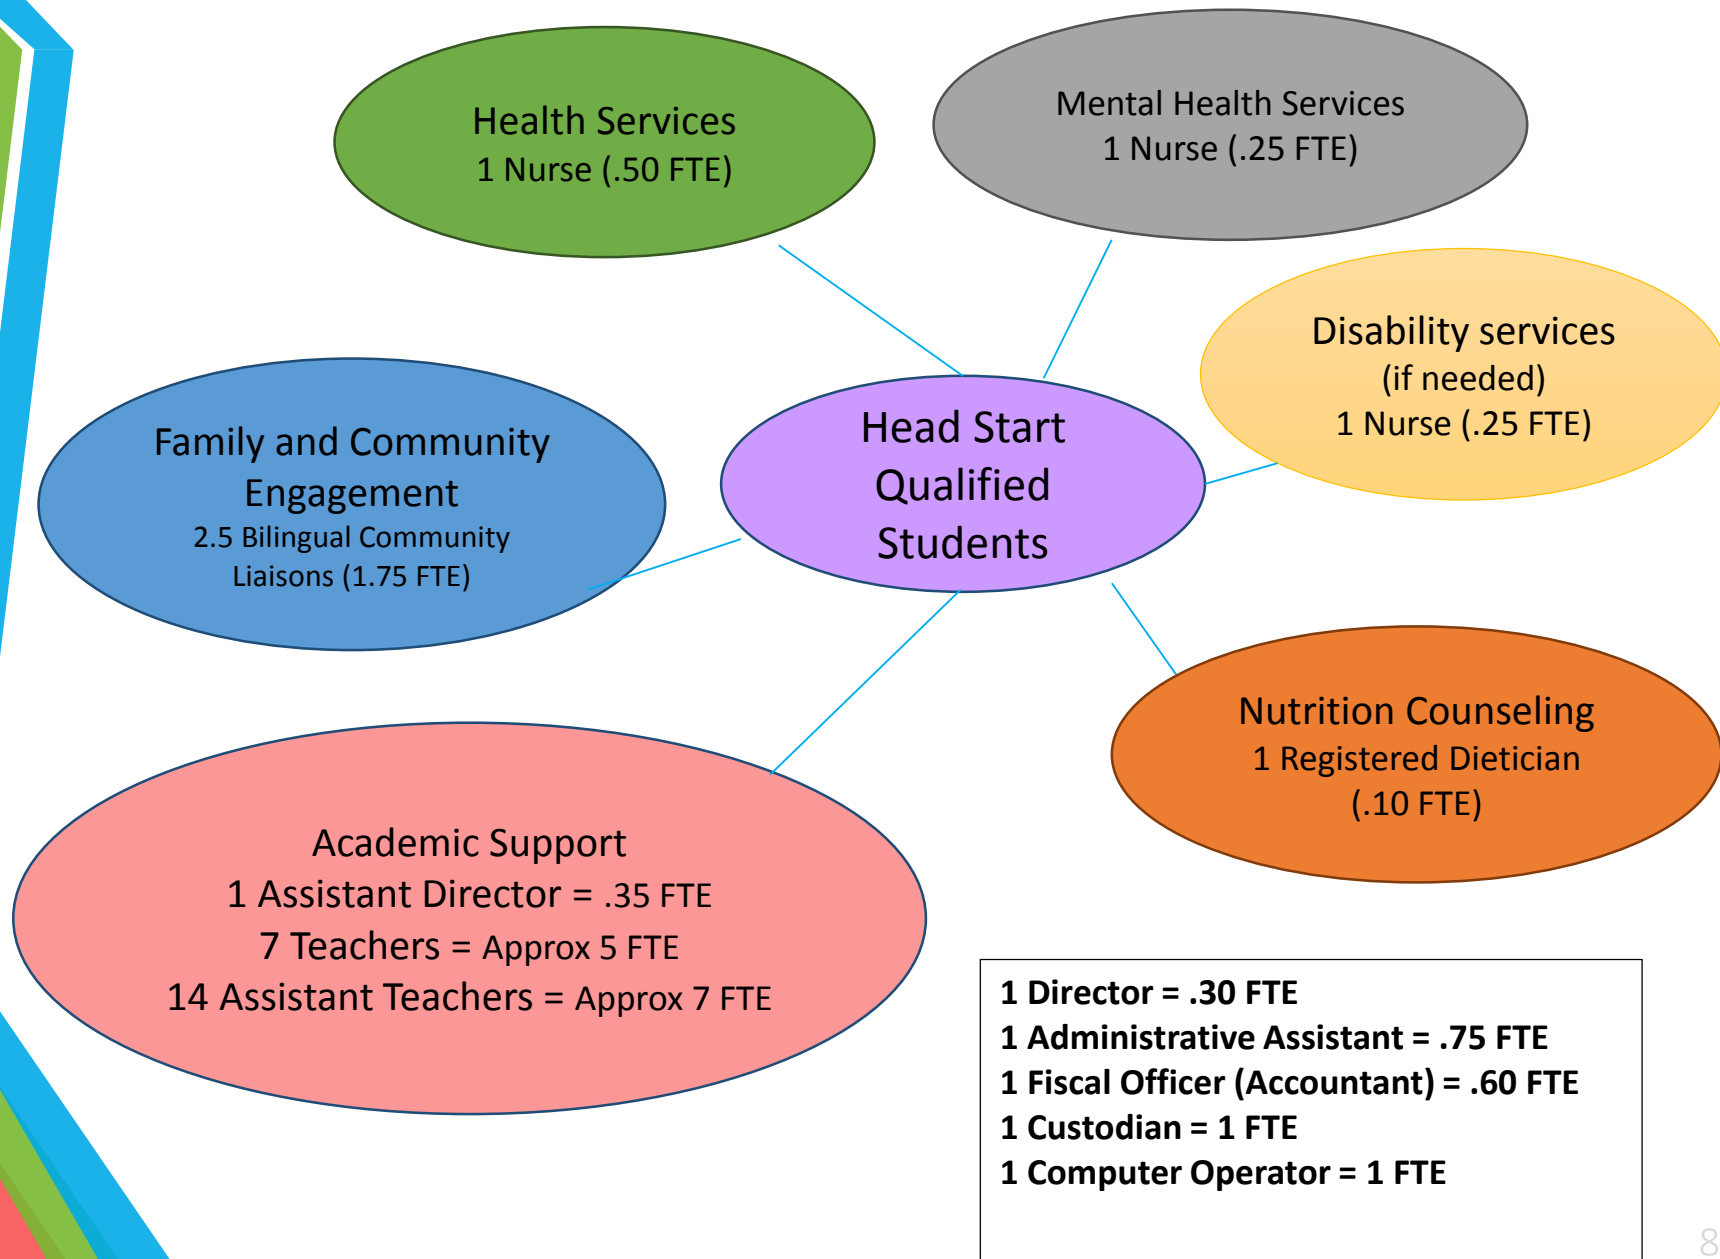 Health Services
1 Nurse (.50 FTE)
Mental Health Services
1 Nurse (.25 FTE)
Disability services
(if needed)
1 Nurse (.25 FTE)
Family and Community
Engagement
2.5 Bilingual Community
Liaisons (1.75 FTE)
Head Start
Qualified
Students
Nutrition Counseling
1 Registered Dietician
(.10 FTE)
Academic Support
1 Assistant Director = .35 FTE
7 Teachers = Approx 5 FTE
14 Assistant Teachers = Approx 7 FTE
1 Director = .30 FTE
1 Administrative Assistant = .75 FTE
1 Fiscal Officer (Accountant) = .60 FTE
1 Custodian = 1 FTE
1 Computer Operator = 1 FTE
8